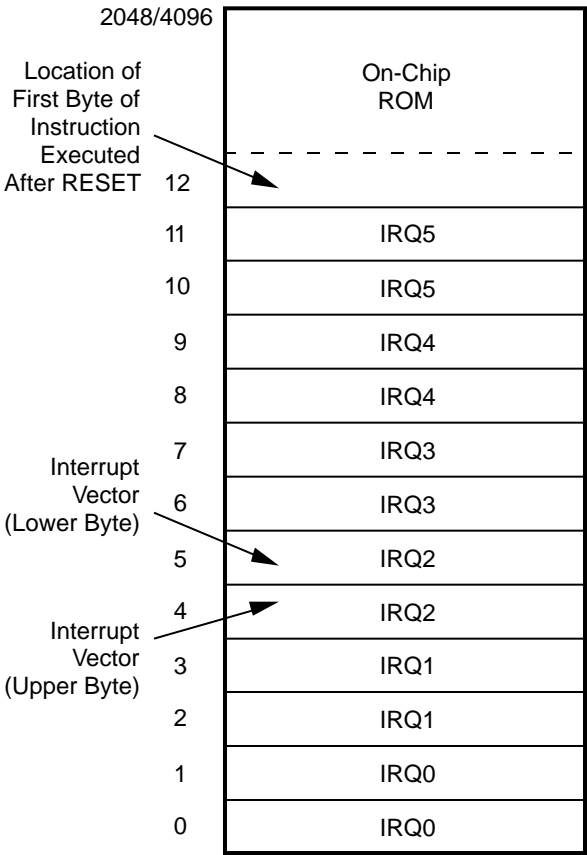 2048/4096
On-Chip
ROM
Location of
First Byte of
Instruction
Executed
After RESET
12
11 IRQ5
10 IRQ5
9 IRQ4
8 IRQ4
7 IRQ3
6 IRQ3
Interrupt
Vector
(Lower Byte)
5 IRQ2
4 IRQ2
Interrupt
Vector
(Upper Byte)
3 IRQ1
2 IRQ1
1 IRQ0
0 IRQ0